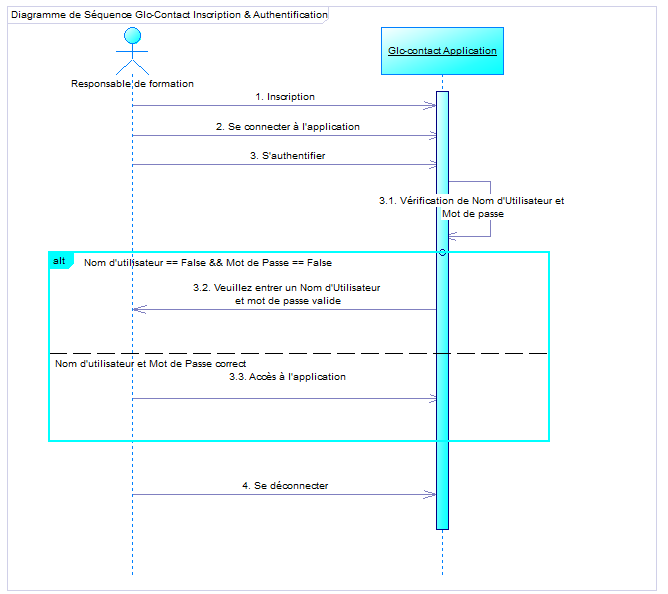 Diagramme de Séquence Glo-Contact Inscription & Authentification
Glo-contact Application
Responsable de formation
1. Inscription
2. Se connecter à l'application
3. S'authentifier
3.1. Vérification de Nom d'Utilisateur et
Mot de passe
alt
Nom d'utilisateur == False && Mot de Passe == False
3.2. Veuillez entrer un Nom d'Utilisateur
et mot de passe valide
Nom d'utilisateur et Mot de Passe correct
3.3. Accès à l'application
4. Se déconnecter